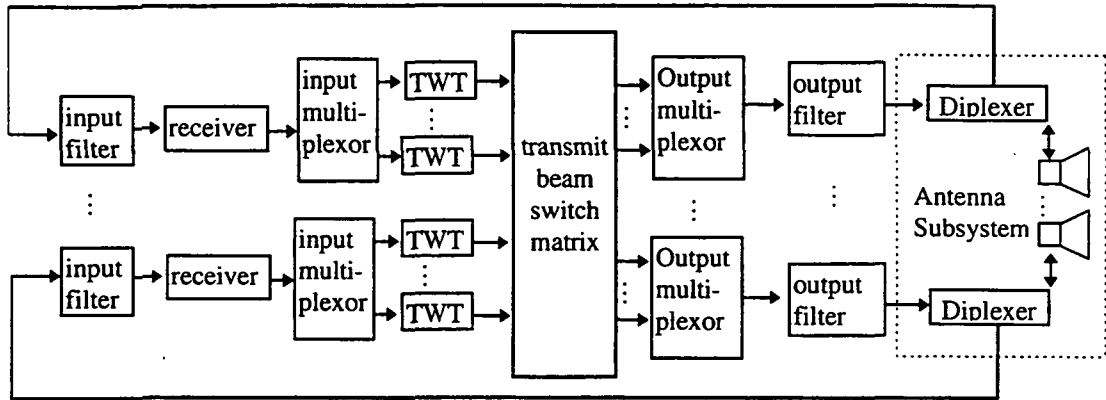 input
filter
receiver
input
multi-
plexor
TWT
TWT
transmit
beam
switch
matrix
Output
multi-
plexor
output
filter
Diplexer
Antenna
Subsystem
input
filter
receiver
input
multi-
plexor
TWT
TWT
Output
multi-
plexor
output
filter
Diplexer